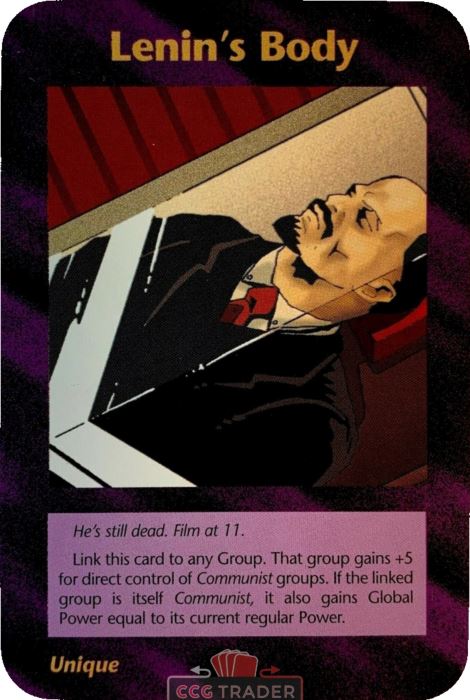 Lenin's Body
He's still dead. Film at 11.
Link this card to any Group. That group gains +5
for direct control of Communist groups. If the linked
group is itself Communist, it also gains Global
Power equal to its current regular Power.
Unique
CCG TRADER